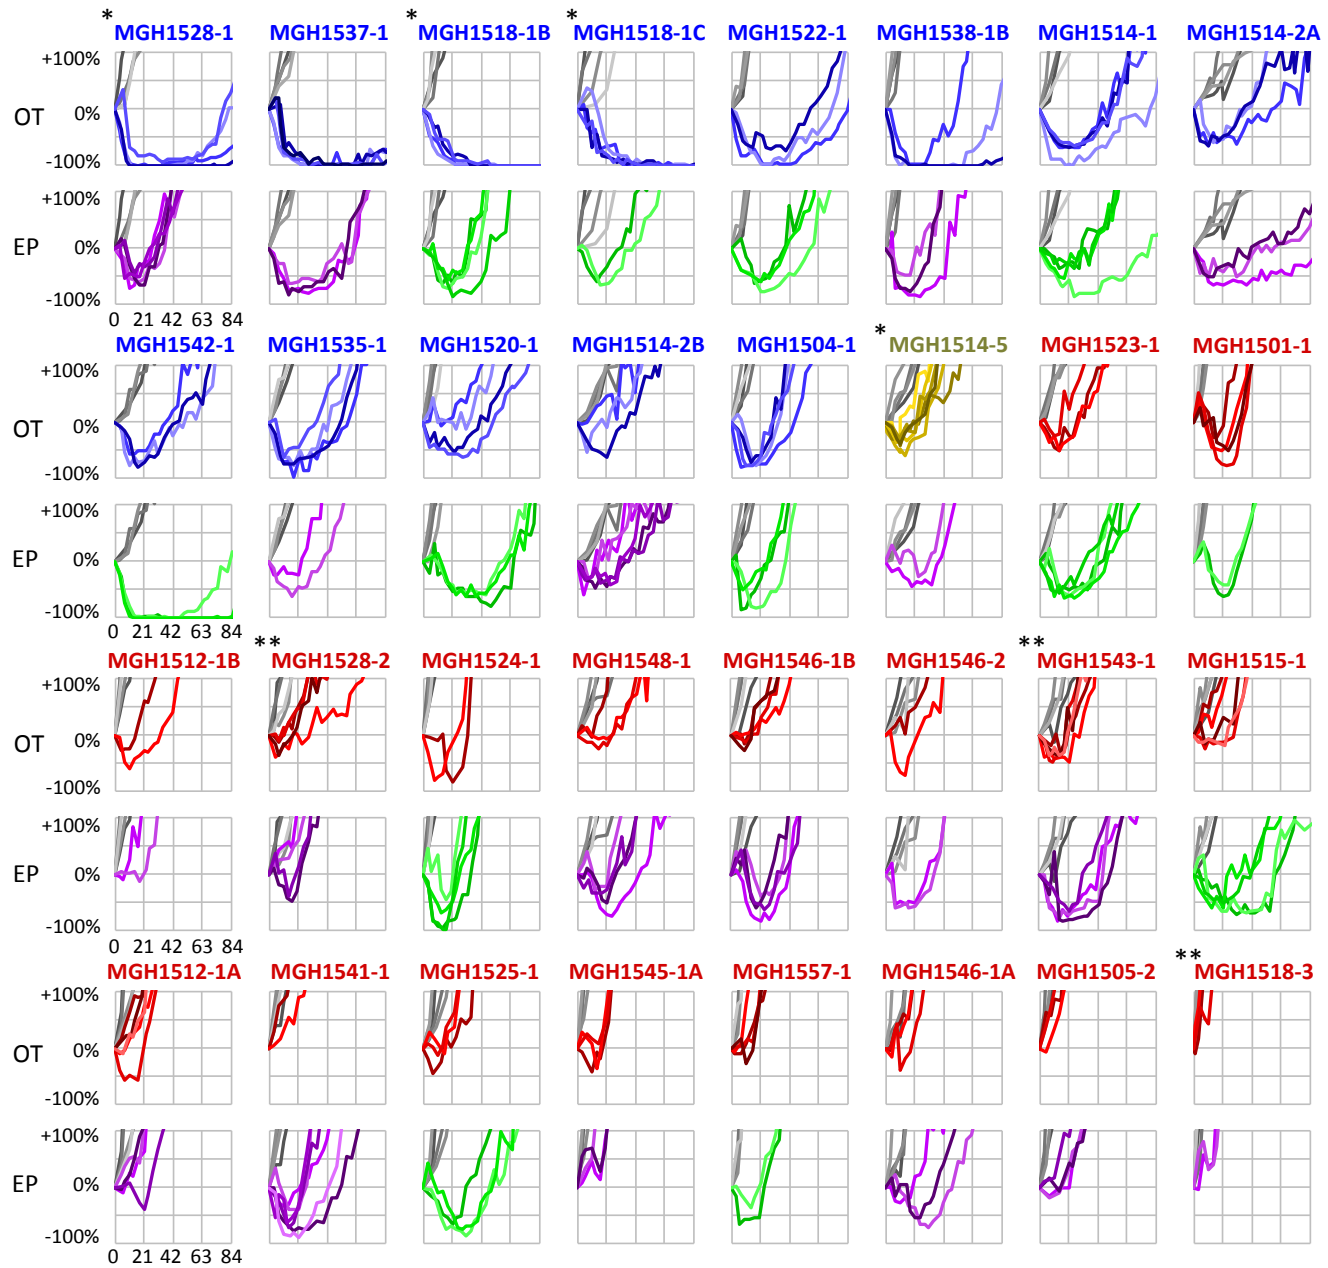 * * *
MGH1528-1 MGH1537-1 MGH1518-1B MGH1518-1C MGH1522-1 MGH1538-1B MGH1514-1 MGH1514-2A
+100%
OT 0%
-100%
+100%
EP 0%
-100%
0 21 42 63 84
*
MGH1542-1 MGH1535-1 MGH1520-1 MGH1514-2B MGH1504-1 MGH1514-5 MGH1523-1 MGH1501-1
+100%
OT 0%
-100%
+100%
EP 0%
-100%
0 21 42 63 84
** **
MGH1512-1B MGH1528-2 MGH1524-1 MGH1548-1 MGH1546-1B MGH1546-2 MGH1543-1 MGH1515-1
+100%
OT 0%
-100%
+100%
EP 0%
-100%
0 21 42 63 84
**
MGH1512-1A MGH1541-1 MGH1525-1 MGH1545-1A MGH1557-1 MGH1546-1A MGH1505-2 MGH1518-3
+100%
OT 0%
-100%
+100%
EP 0%
-100%
0 21 42 63 84